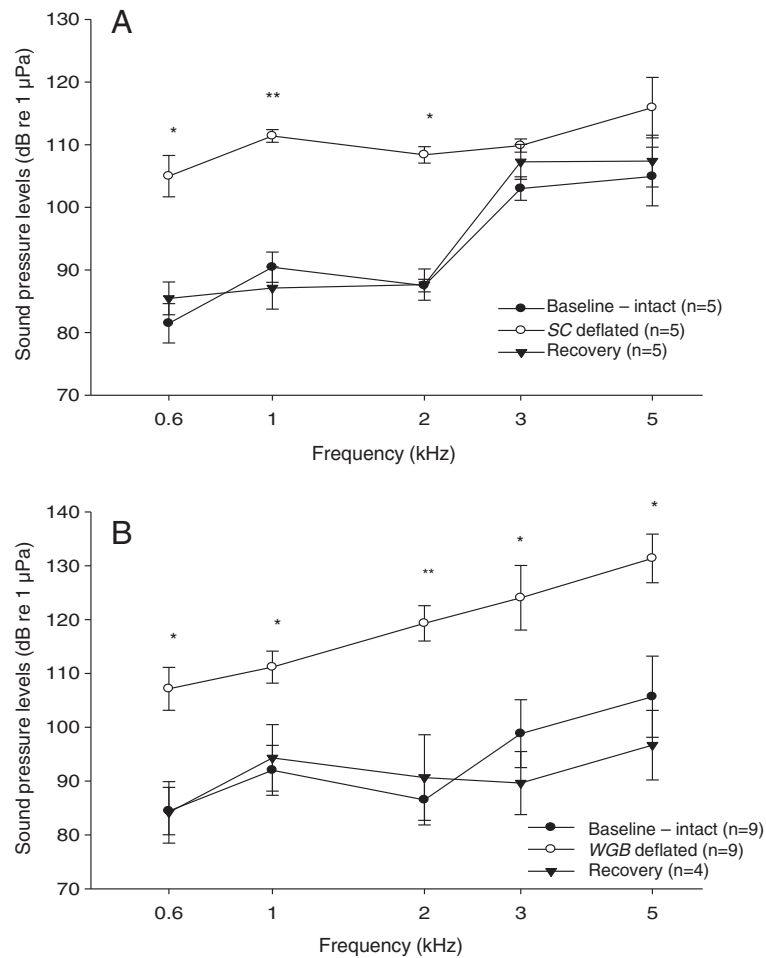 A
130
120
110
100
90
80
70
Sound pressure levels (dB re 1 µPa)
*
**
*
Baseline – intact (n=5)
SC deflated (n=5)
Recovery (n=5)
0.6
1
2
3
5
Frequency (kHz)
B
140
130
120
110
100
90
80
70
Sound pressure levels (dB re 1 µPa)
*
*
**
*
*
Baseline – intact (n=9)
WGB deflated (n=9)
Recovery (n=4)
0.6
1
2
3
5
Frequency (kHz)